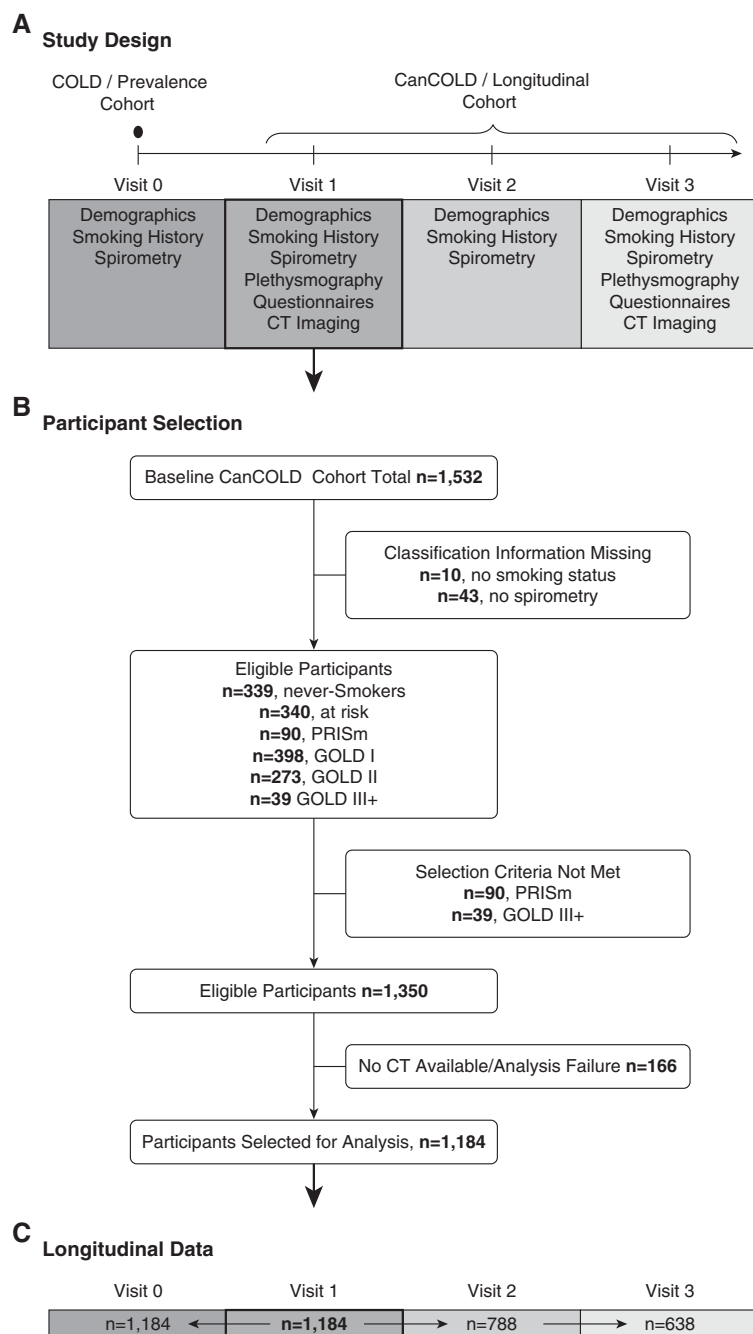 A
Study Design
COLD / Prevalence
Cohort
CanCOLD / Longitudinal
Cohort
Visit 0
Visit 1
Visit 2
Visit 3
Demographics
Smoking History
Spirometry
Demographics
Smoking History
Spirometry
Plethysmography
Questionnaires
CT Imaging
Demographics
Smoking History
Spirometry
Demographics
Smoking History
Spirometry
Plethysmography
Questionnaires
CT Imaging
B
Participant Selection
Baseline CanCOLD Cohort Total n=1,532
Classification Information Missing
n=10, no smoking status
n=43, no spirometry
Eligible Participants
n=339, never-Smokers
n=340, at risk
n=90, PRISm
n=398, GOLD I
n=273, GOLD II
n=39 GOLD III+
Selection Criteria Not Met
n=90, PRISm
n=39, GOLD III+
Eligible Participants n=1,350
No CT Available/Analysis Failure n=166
Participants Selected for Analysis, n=1,184
C
Longitudinal Data
Visit 0
Visit 1
Visit 2
Visit 3
n=1,184
n=1,184
n=788
n=638